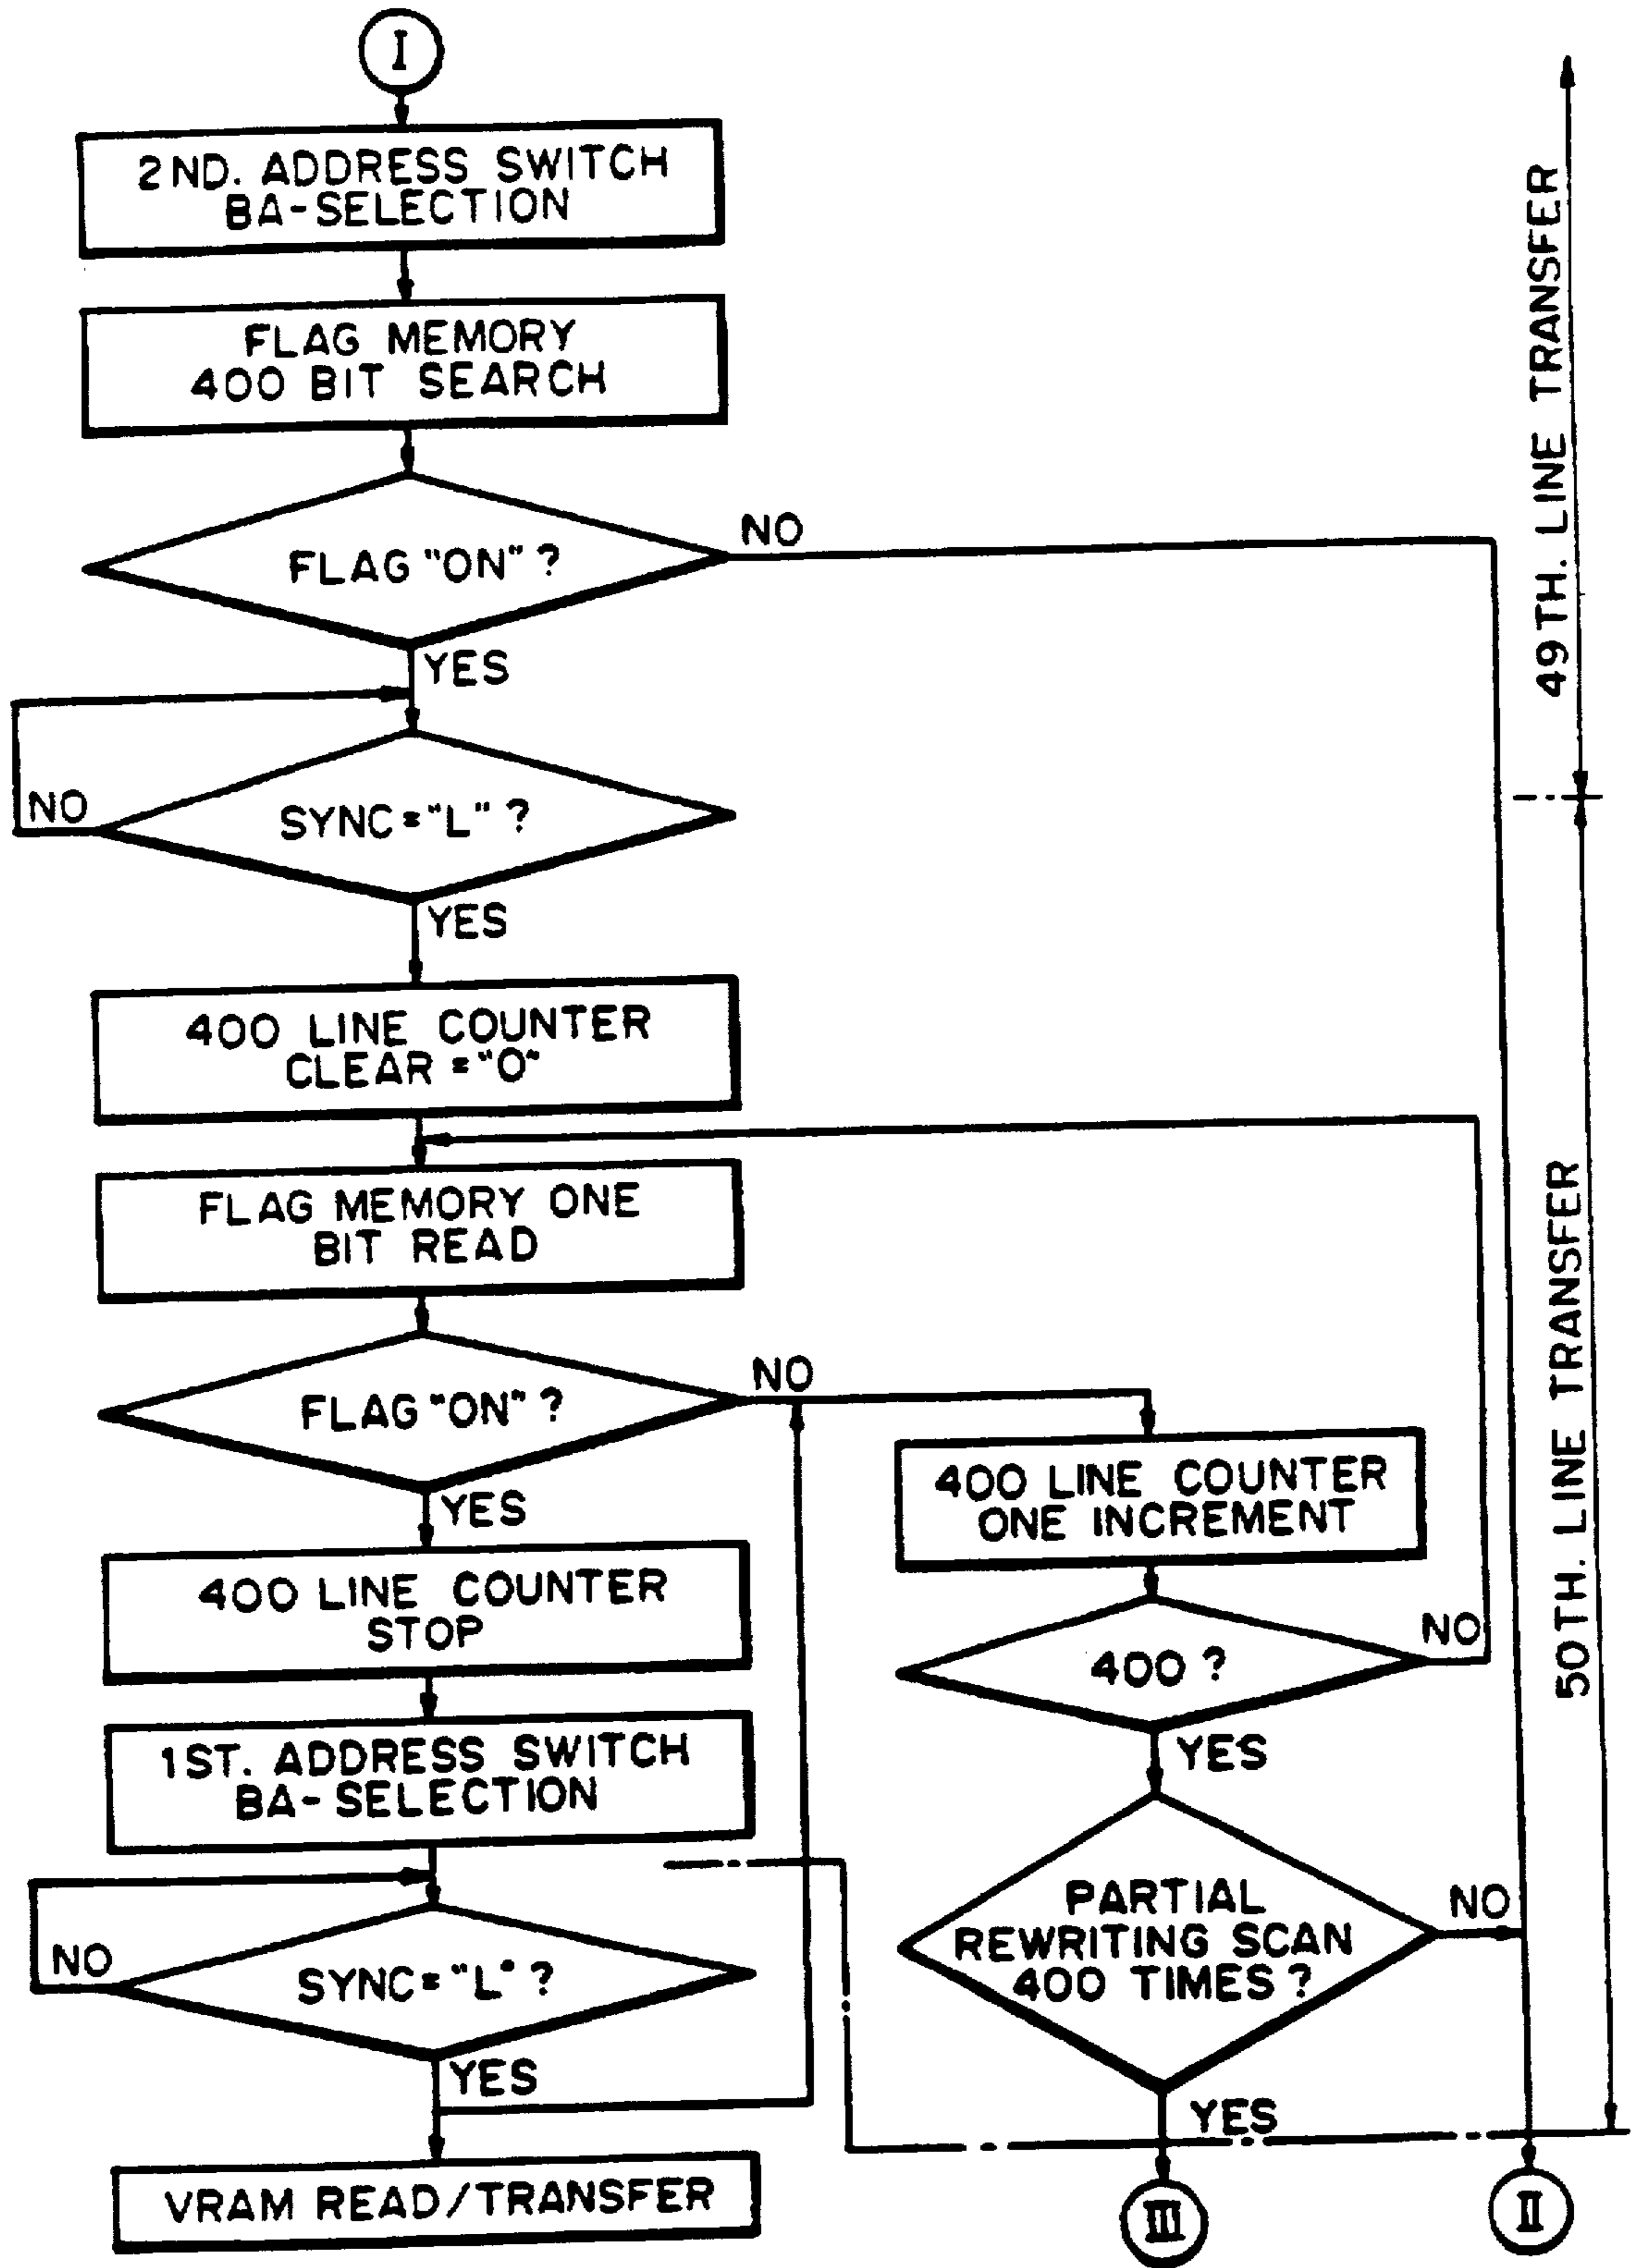 I
2ND. ADDRESS SWITCH
BA-SELECTION
FLAG MEMORY
400 BIT SEARCH
FLAG "ON" ?
NO
YES
SYNC="L" ?
NO
YES
400 LINE COUNTER
CLEAR = "0"
FLAG MEMORY ONE
BIT READ
FLAG "ON" ?
NO
YES
400 LINE COUNTER
STOP
1ST. ADDRESS SWITCH
BA-SELECTION
SYNC="L" ?
NO
YES
VRAM READ/TRANSFER
400 LINE COUNTER
ONE INCREMENT
400 ?
NO
YES
PARTIAL
REWRITING SCAN
400 TIMES ?
NO
YES
III
II
49TH. LINE TRANSFER
50TH. LINE TRANSFER